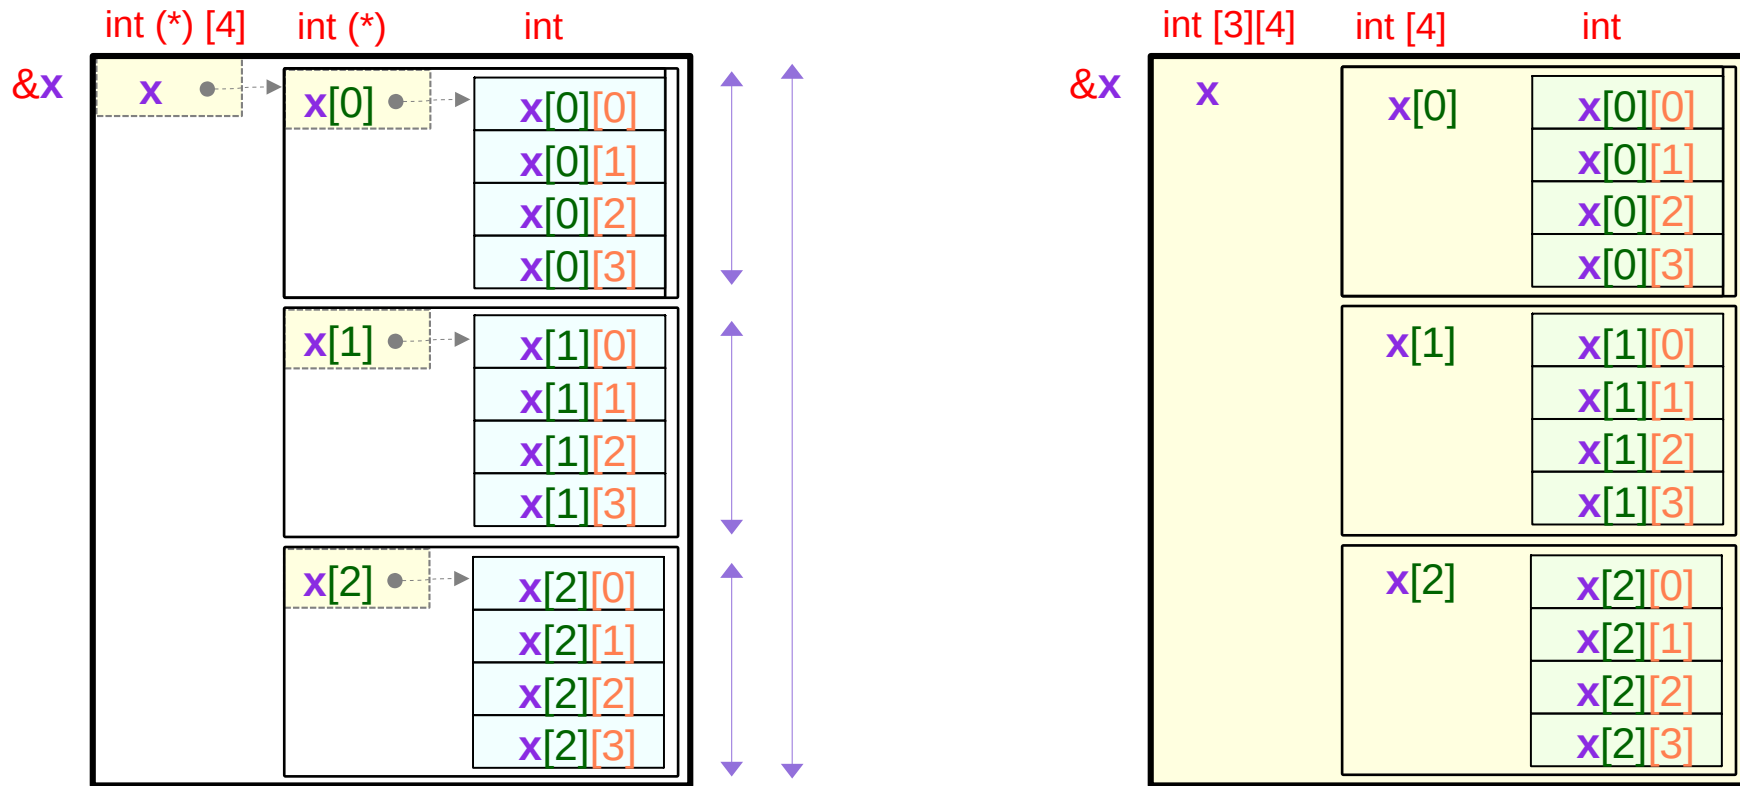 int (*) [4] int (*) int
&x x x[0] x[0][0]
x[0][1]
x[0][2]
x[0][3]
x[1] x[1][0]
x[1][1]
x[1][2]
x[1][3]
x[2] x[2][0]
x[2][1]
x[2][2]
x[2][3]
int [3][4] int [4] int
&x x x[0] x[0][0]
x[0][1]
x[0][2]
x[0][3]
x[1] x[1][0]
x[1][1]
x[1][2]
x[1][3]
x[2] x[2][0]
x[2][1]
x[2][2]
x[2][3]